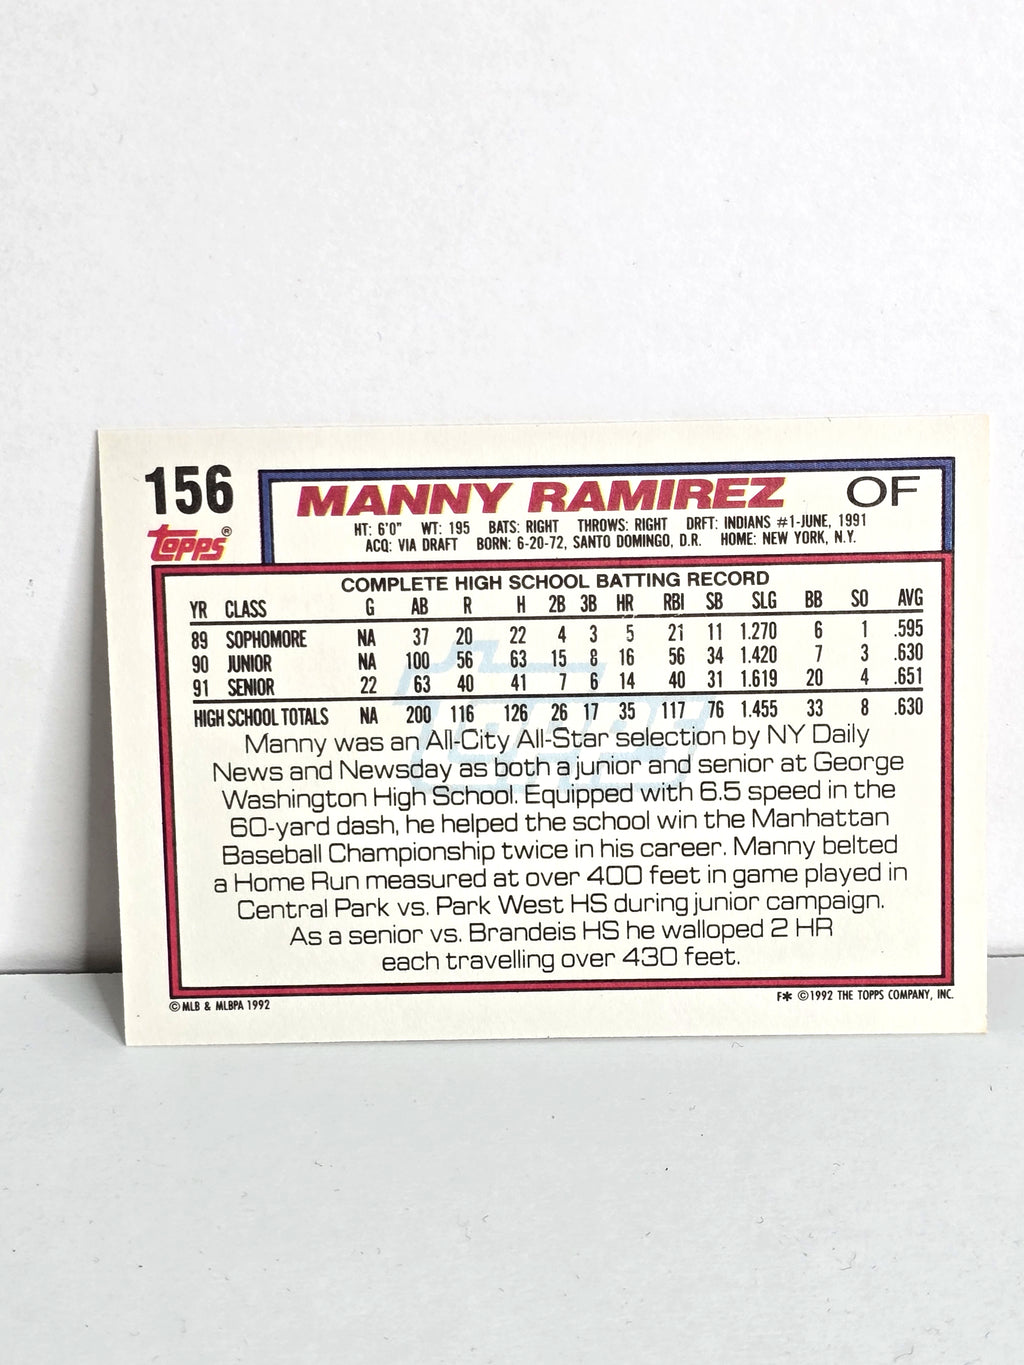 156
topps®
MANNY RAMIREZ OF
HT: 6'0" WT: 195 BATS: RIGHT THROWS: RIGHT DRFT: INDIANS #1-JUNE, 1991
ACQ: VIA DRAFT BORN: 6-20-72, SANTO DOMINGO, D.R. HOME: NEW YORK, N.Y.
COMPLETE HIGH SCHOOL BATTING RECORD
YR CLASS G AB R H 2B 3B HR RBI SB SLG BB SO AVG
89 SOPHOMORE NA 37 20 22 4 3 5 21 11 1.270 6 1 .595
90 JUNIOR NA 100 56 63 15 8 16 56 34 1.420 7 3 .630
91 SENIOR 22 63 40 41 7 6 14 40 31 1.619 20 4 .651
HIGH SCHOOL TOTALS NA 200 116 126 26 17 35 117 76 1.455 33 8 .630
Manny was an All-City All-Star selection by NY Daily
News and Newsday as both a junior and senior at George
Washington High School. Equipped with 6.5 speed in the
60-yard dash, he helped the school win the Manhattan
Baseball Championship twice in his career. Manny belted
a Home Run measured at over 400 feet in game played in
Central Park vs. Park West HS during junior campaign.
As a senior vs. Brandeis HS he walloped 2 HR
each travelling over 430 feet.
© MLB & MLBPA 1992
F* © 1992 THE TOPPS COMPANY, INC.